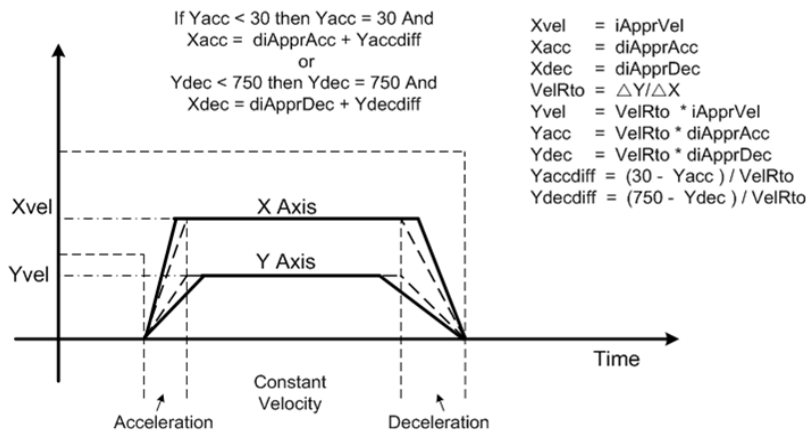 If Yacc < 30 then Yacc = 30 And
Xacc = diApprAcc + Yaccdiff
or
Ydec < 750 then Ydec = 750 And
Xdec = diApprDec + Ydecdiff
Xvel = iApprVel
Xacc = diApprAcc
Xdec = diApprDec
VelRto = △Y/△X
Yvel = VelRto * iApprVel
Yacc = VelRto * diApprAcc
Ydec = VelRto * diApprDec
Yaccdiff = (30 - Yacc ) / VelRto
Ydecdiff = (750 - Ydec ) / VelRto
Xvel
X Axis
Yvel
Y Axis
Time
Constant
Velocity
Acceleration
Deceleration